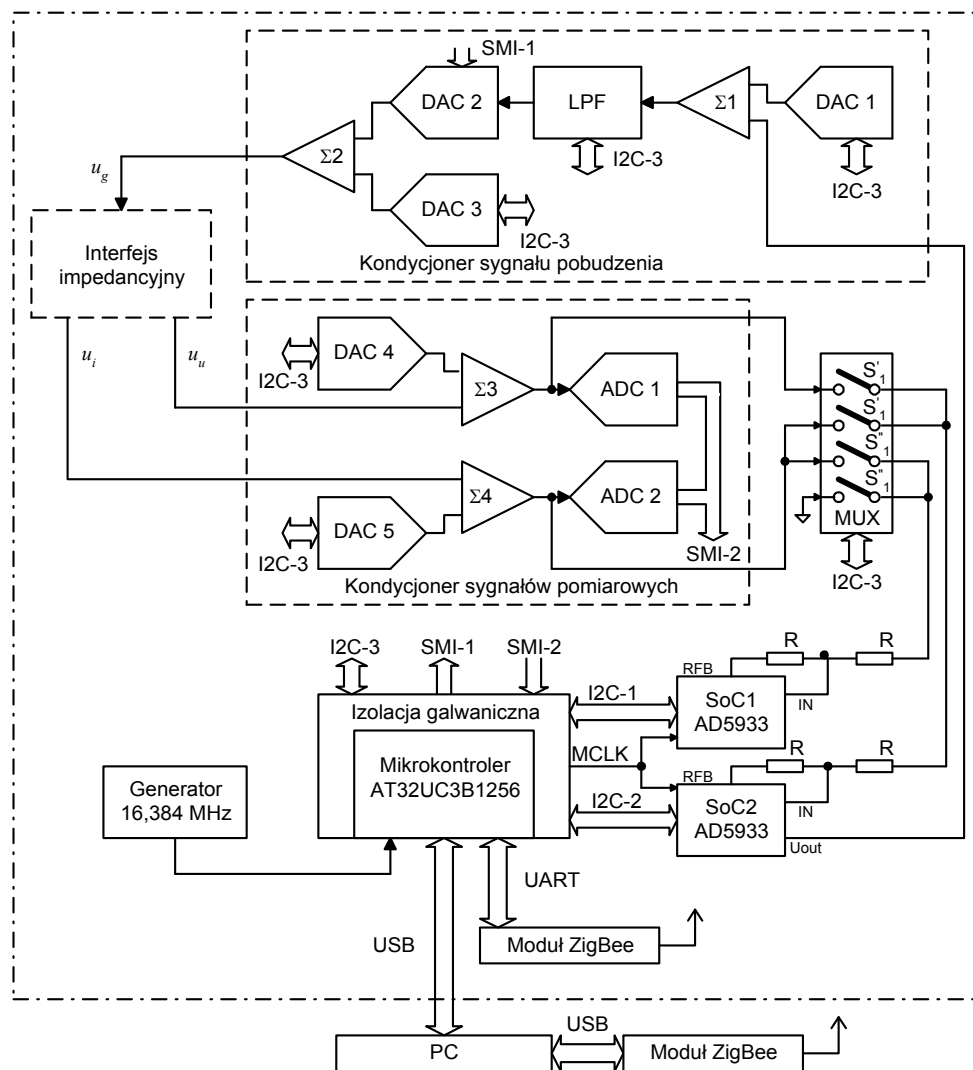 SMI-1
DAC 2
LPF
Σ1
DAC 1
Σ2
I2C-3
I2C-3
u_g
DAC 3
I2C-3
Kondycjoner sygnału pobudzenia
Interfejs
impedancyjny
u_i
u_u
DAC 4
I2C-3
Σ3
ADC 1
S'1
S'1
S"1
S"1
MUX
I2C-3
Σ4
ADC 2
DAC 5
I2C-3
SMI-2
Kondycjoner sygnałów pomiarowych
I2C-3
SMI-1
SMI-2
Izolacja galwaniczna
Mikrokontroler
AT32UC3B1256
I2C-1
MCLK
I2C-2
R
R
RFB
SoC1
AD5933
IN
R
R
RFB
SoC2
AD5933
IN
Uout
Generator
16,384 MHz
UART
USB
Moduł ZigBee
PC
USB
Moduł ZigBee